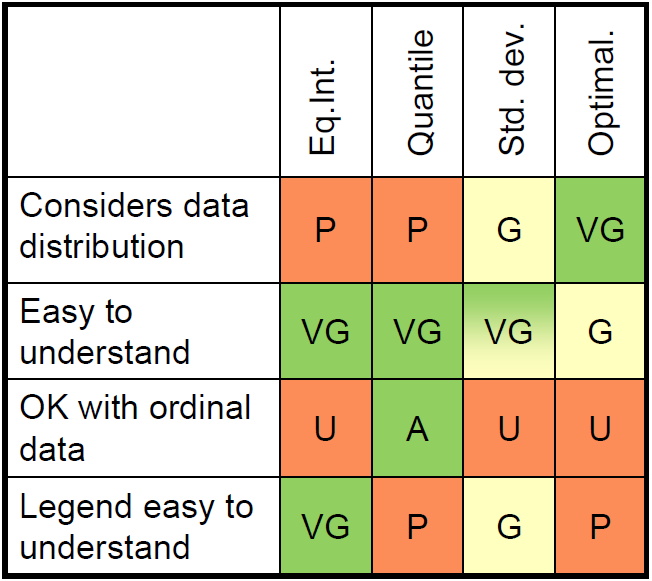 Eq.Int.
Quantile
Std. dev.
Optimal.
Considers data
distribution
P
P
G
VG
Easy to
understand
VG
VG
VG
G
OK with ordinal
data
U
A
U
U
Legend easy to
understand
VG
P
G
P